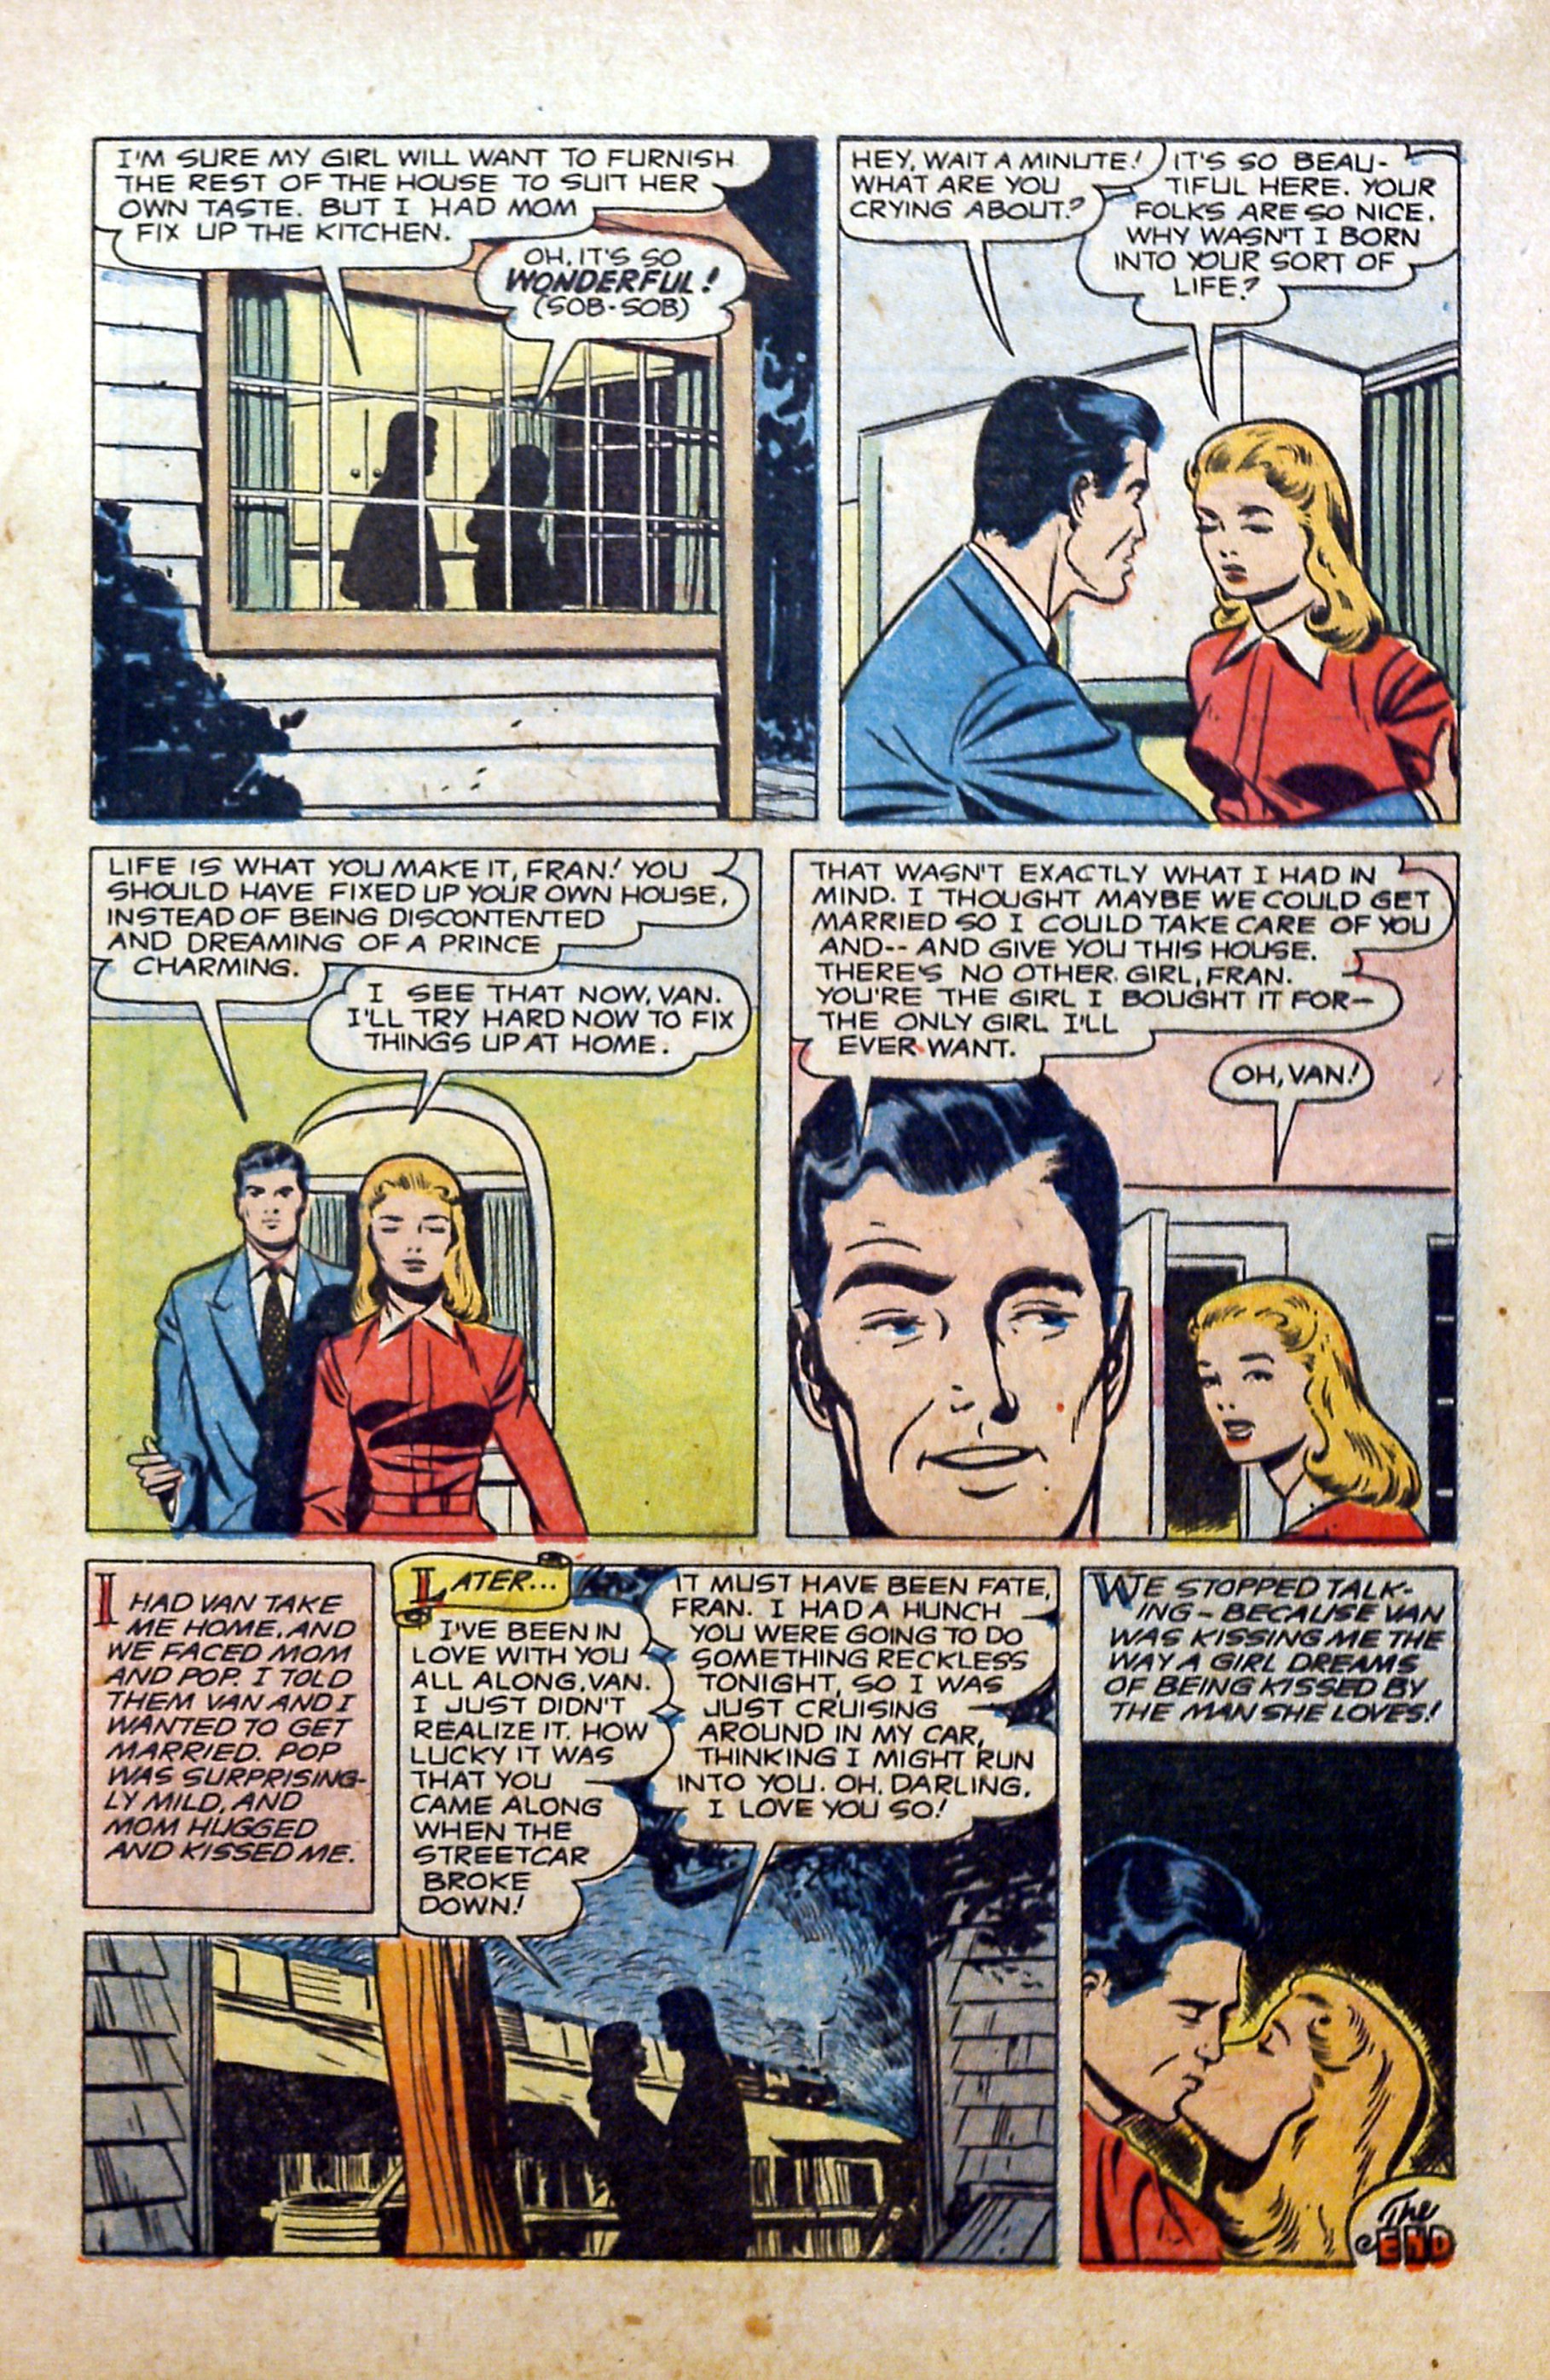 I'M SURE MY GIRL WILL WANT TO FURNISH
THE REST OF THE HOUSE TO SUIT HER
OWN TASTE. BUT I HAD MOM
FIX UP THE KITCHEN.
OH, IT'S SO
WONDERFUL!
(SOB-SOB)
HEY, WAIT A MINUTE!
WHAT ARE YOU
CRYING ABOUT?
IT'S SO BEAU-
TIFUL HERE. YOUR
FOLKS ARE SO NICE.
WHY WASN'T I BORN
INTO YOUR SORT OF
LIFE?
LIFE IS WHAT YOU MAKE IT, FRAN! YOU
SHOULD HAVE FIXED UP YOUR OWN HOUSE,
INSTEAD OF BEING DISCONTENTED
AND DREAMING OF A PRINCE
CHARMING.
I SEE THAT NOW, VAN.
I'LL TRY HARD NOW TO FIX
THINGS UP AT HOME.
THAT WASN'T EXACTLY WHAT I HAD IN
MIND. I THOUGHT MAYBE WE COULD GET
MARRIED SO I COULD TAKE CARE OF YOU
AND-- AND GIVE YOU THIS HOUSE.
THERE'S NO OTHER GIRL, FRAN.
YOU'RE THE GIRL I BOUGHT IT FOR--
THE ONLY GIRL I'LL
EVER WANT.
OH, VAN!
I HAD VAN TAKE
ME HOME, AND
WE FACED MOM
AND POP. I TOLD
THEM VAN AND I
WANTED TO GET
MARRIED. POP
WAS SURPRISING-
LY MILD, AND
MOM HUGGED
AND KISSED ME.
LATER...
I'VE BEEN IN
LOVE WITH YOU
ALL ALONG, VAN.
I JUST DIDN'T
REALIZE IT. HOW
LUCKY IT WAS
THAT YOU
CAME ALONG
WHEN THE
STREETCAR
BROKE
DOWN!
IT MUST HAVE BEEN FATE,
FRAN. I HAD A HUNCH
YOU WERE GOING TO DO
SOMETHING RECKLESS
TONIGHT, SO I WAS
JUST CRUISING
AROUND IN MY CAR,
THINKING I MIGHT RUN
INTO YOU. OH, DARLING,
I LOVE YOU SO!
WE STOPPED TALK-
ING-- BECAUSE VAN
WAS KISSING ME THE
WAY A GIRL DREAMS
OF BEING KISSED BY
THE MAN SHE LOVES!
The
END